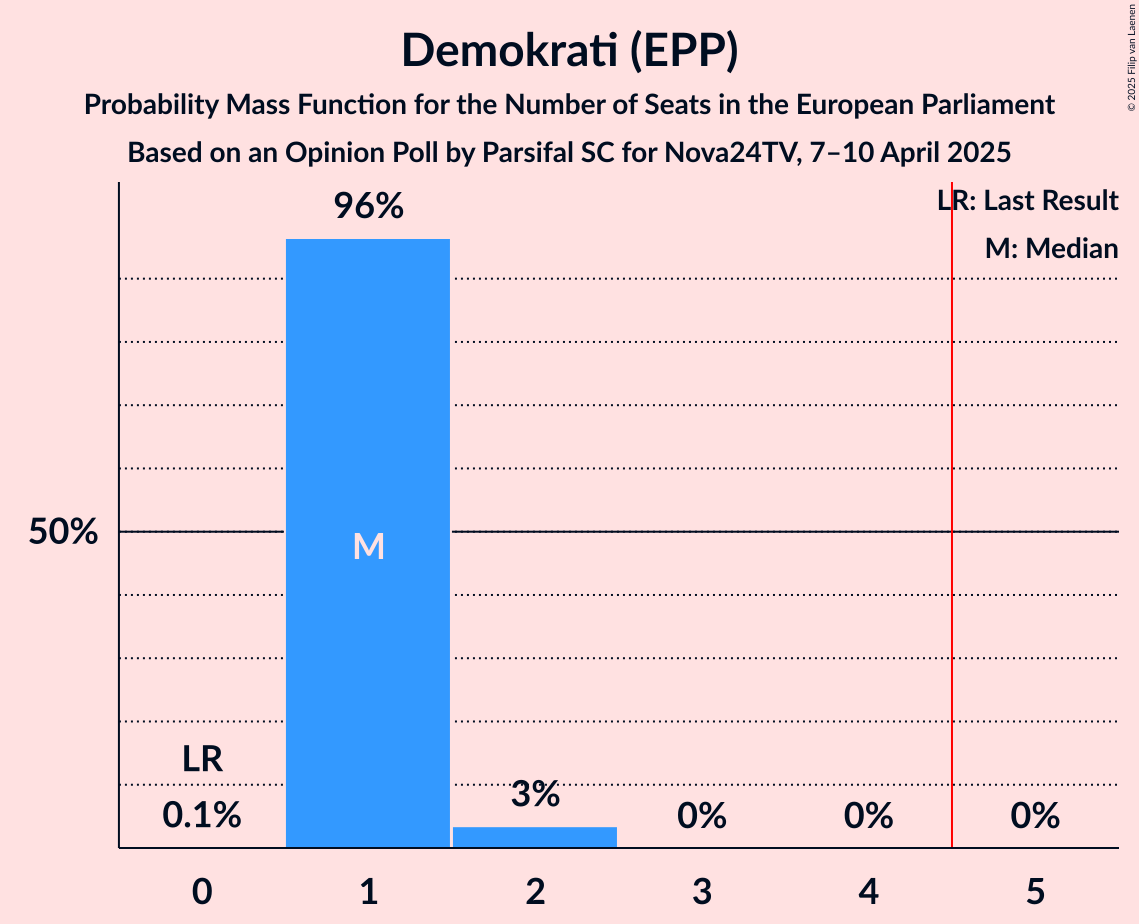 Demokrati (EPP)
Probability Mass Function for the Number of Seats in the European Parliament
Based on an Opinion Poll by Parsifal SC for Nova24TV, 7–10 April 2025
© 2025 Filip van Laenen
LR: Last Result
M: Median
96%
50%
M
LR
0.1%
3%
0%
0%
0%
0
1
2
3
4
5